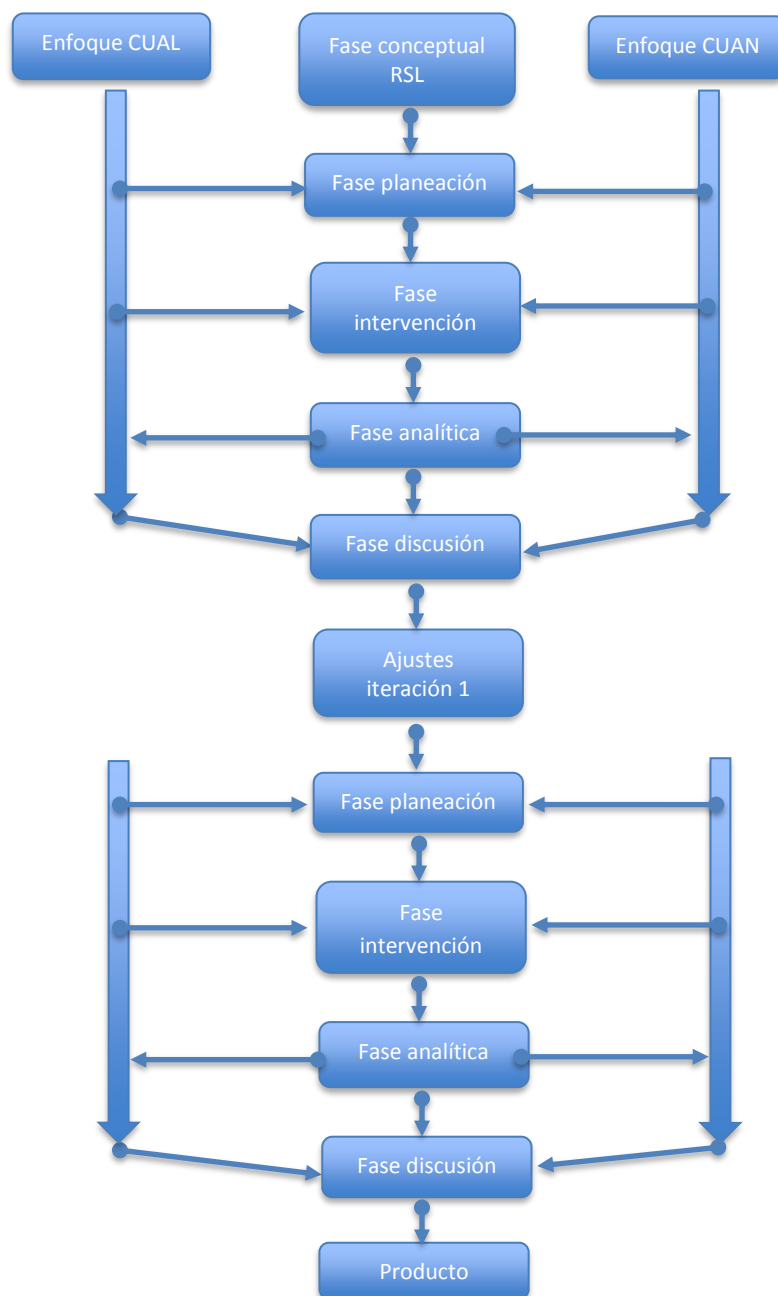 Enfoque CUAL
Fase conceptual
RSL
Enfoque CUAN
Fase planeación
Fase
intervención
Fase analítica
Fase discusión
Ajustes
iteración 1
Fase planeación
Fase
intervención
Fase analítica
Fase discusión
Producto